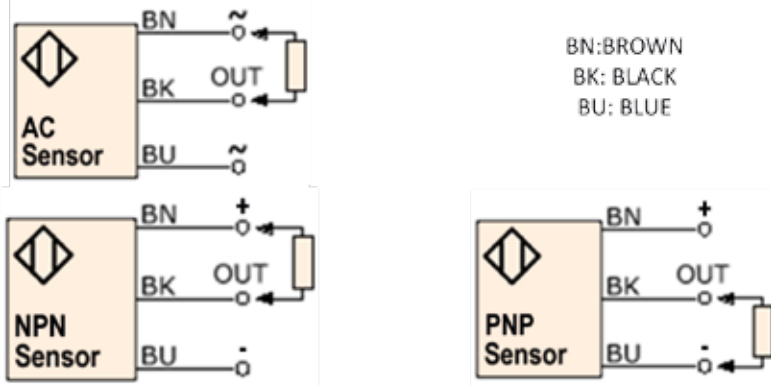 BN ~
OUT
BK
AC
Sensor
BU ~
BN:BROWN
BK: BLACK
BU: BLUE
BN +
OUT
BK
NPN
Sensor
BU -
BN +
OUT
BK
PNP
Sensor
BU -